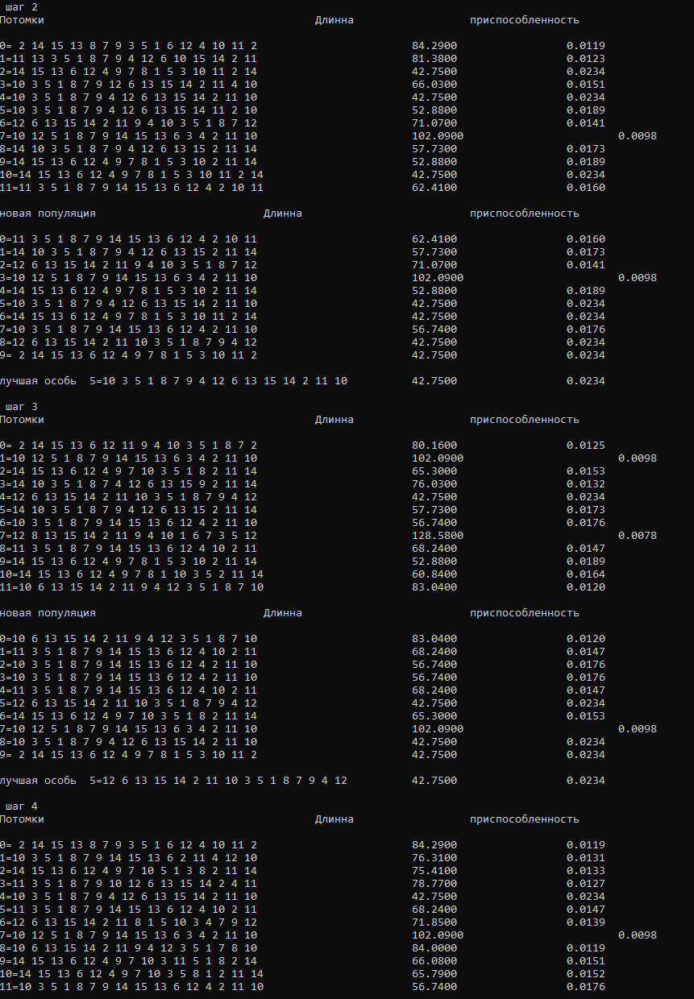 шаг 2
Потомки Длинна приспособленность
0= 2 14 15 13 8 7 9 3 5 1 6 12 4 10 11 2 84.2900 0.0119
1=11 13 3 5 1 8 7 9 4 12 6 10 15 14 2 11 81.3800 0.0123
2=14 15 13 6 12 4 9 7 8 1 5 3 10 11 2 14 42.7500 0.0234
3=10 3 5 1 8 7 9 12 6 13 15 14 2 11 4 10 66.0300 0.0151
4=10 3 5 1 8 7 9 4 12 6 13 15 14 2 11 10 42.7500 0.0234
5=10 3 5 1 8 7 9 4 12 6 13 15 14 11 2 10 52.8800 0.0189
6=12 6 13 15 14 2 11 9 4 10 3 5 1 8 7 12 71.0700 0.0141
7=10 12 5 1 8 7 9 14 15 13 6 3 4 2 11 10 102.0900 0.0098
8=14 10 3 5 1 8 7 9 4 12 6 13 15 2 11 14 57.7300 0.0173
9=14 15 13 6 12 4 9 7 8 1 5 3 10 2 11 14 52.8800 0.0189
10=14 15 13 6 12 4 9 7 8 1 5 3 10 11 2 14 42.7500 0.0234
11=11 3 5 1 8 7 9 14 15 13 6 12 4 2 10 11 62.4100 0.0160
новая популяция Длинна приспособленность
0=11 3 5 1 8 7 9 14 15 13 6 12 4 2 10 11 62.4100 0.0160
1=14 10 3 5 1 8 7 9 4 12 6 13 15 2 11 14 57.7300 0.0173
2=12 6 13 15 14 2 11 9 4 10 3 5 1 8 7 12 71.0700 0.0141
3=10 12 5 1 8 7 9 14 15 13 6 3 4 2 11 10 102.0900 0.0098
4=14 15 13 6 12 4 9 7 8 1 5 3 10 2 11 14 52.8800 0.0189
5=10 3 5 1 8 7 9 4 12 6 13 15 14 2 11 10 42.7500 0.0234
6=14 15 13 6 12 4 9 7 8 1 5 3 10 11 2 14 42.7500 0.0234
7=10 3 5 1 8 7 9 14 15 13 6 12 4 2 11 10 56.7400 0.0176
8=12 6 13 15 14 2 11 10 3 5 1 8 7 9 4 12 42.7500 0.0234
9= 2 14 15 13 6 12 4 9 7 8 1 5 3 10 11 2 42.7500 0.0234
лучшая особь 5=10 3 5 1 8 7 9 4 12 6 13 15 14 2 11 10 42.7500 0.0234
шаг 3
Потомки Длинна приспособленность
0= 2 14 15 13 6 12 11 9 4 10 3 5 1 8 7 2 80.1600 0.0125
1=10 12 5 1 8 7 9 14 15 13 6 3 4 2 11 10 102.0900 0.0098
2=14 15 13 6 12 4 9 7 10 3 5 1 8 2 11 14 65.3000 0.0153
3=14 10 3 5 1 8 7 4 12 6 13 15 9 2 11 14 76.0300 0.0132
4=12 6 13 15 14 2 11 10 3 5 1 8 7 9 4 12 42.7500 0.0234
5=14 10 3 5 1 8 7 9 4 12 6 13 15 2 11 14 57.7300 0.0173
6=10 3 5 1 8 7 9 14 15 13 6 12 4 2 11 10 56.7400 0.0176
7=12 8 13 15 14 2 11 9 4 10 1 6 7 3 5 12 128.5800 0.0078
8=11 3 5 1 8 7 9 14 15 13 6 12 4 10 2 11 68.2400 0.0147
9=14 15 13 6 12 4 9 7 8 1 5 3 10 2 11 14 52.8800 0.0189
10=14 15 13 6 12 4 9 7 8 1 10 3 5 2 11 14 60.8400 0.0164
11=10 6 13 15 14 2 11 9 4 12 3 5 1 8 7 10 83.0400 0.0120
новая популяция Длинна приспособленность
0=10 6 13 15 14 2 11 9 4 12 3 5 1 8 7 10 83.0400 0.0120
1=11 3 5 1 8 7 9 14 15 13 6 12 4 10 2 11 68.2400 0.0147
2=10 3 5 1 8 7 9 14 15 13 6 12 4 2 11 10 56.7400 0.0176
3=10 3 5 1 8 7 9 14 15 13 6 12 4 2 11 10 56.7400 0.0176
4=11 3 5 1 8 7 9 14 15 13 6 12 4 10 2 11 68.2400 0.0147
5=12 6 13 15 14 2 11 10 3 5 1 8 7 9 4 12 42.7500 0.0234
6=14 15 13 6 12 4 9 7 10 3 5 1 8 2 11 14 65.3000 0.0153
7=10 12 5 1 8 7 9 14 15 13 6 3 4 2 11 10 102.0900 0.0098
8=10 3 5 1 8 7 9 4 12 6 13 15 14 2 11 10 42.7500 0.0234
9= 2 14 15 13 6 12 4 9 7 8 1 5 3 10 11 2 42.7500 0.0234
лучшая особь 5=12 6 13 15 14 2 11 10 3 5 1 8 7 9 4 12 42.7500 0.0234
шаг 4
Потомки Длинна приспособленность
0= 2 14 15 13 8 7 9 3 5 1 6 12 4 10 11 2 84.2900 0.0119
1=10 3 5 1 8 7 9 14 15 13 6 2 11 4 12 10 76.3100 0.0131
2=14 15 13 6 12 4 9 7 10 5 1 3 8 2 11 14 75.4100 0.0133
3=11 3 5 1 8 7 9 10 12 6 13 15 14 2 4 11 78.7700 0.0127
4=10 3 5 1 8 7 9 4 12 6 13 15 14 2 11 10 42.7500 0.0234
5=11 3 5 1 8 7 9 14 15 13 6 12 4 10 2 11 68.2400 0.0147
6=12 6 13 15 14 2 11 8 1 5 10 3 4 7 9 12 71.8500 0.0139
7=10 12 5 1 8 7 9 14 15 13 6 3 4 2 11 10 102.0900 0.0098
8=10 6 13 15 14 2 11 9 4 12 3 5 1 7 8 10 84.0000 0.0119
9=14 15 13 6 12 4 9 7 10 3 11 5 1 8 2 14 66.0800 0.0151
10=14 15 13 6 12 4 9 7 10 3 5 8 1 2 11 14 65.7900 0.0152
11=10 3 5 1 8 7 9 14 15 13 6 12 4 2 11 10 56.7400 0.0176